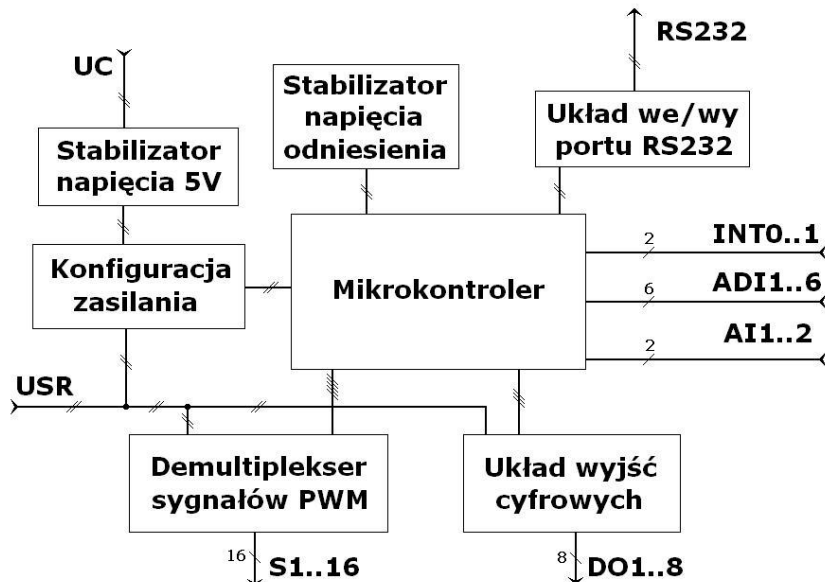 RS232
UC
Stabilizator
napięcia
odniesienia
Układ we/wy
portu RS232
Stabilizator
napięcia 5V
Konfiguracja
zasilania
Mikrokontroler
2
INT0..1
6
ADI1..6
2
AI1..2
USR
Demultiplekser
sygnałów PWM
Układ wyjść
cyfrowych
16
S1..16
8
DO1..8